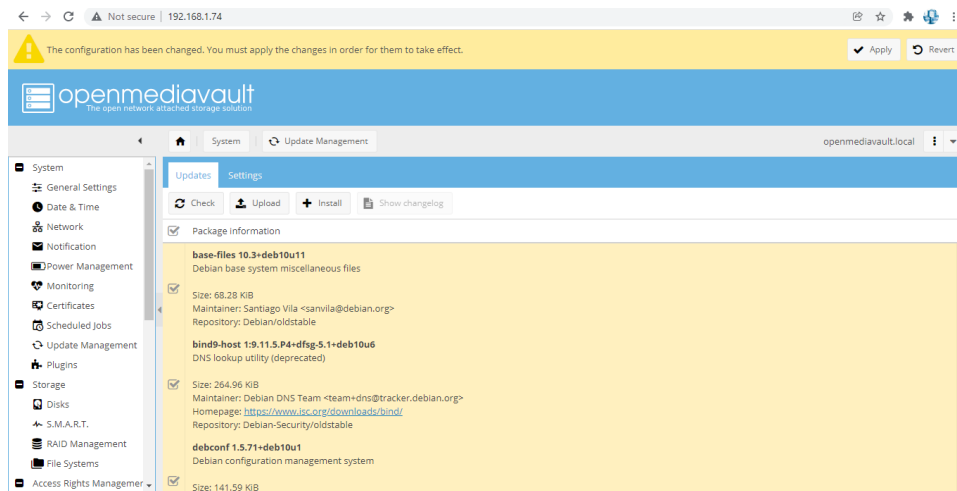 Not secure | 192.168.1.74
The configuration has been changed. You must apply the changes in order for them to take effect.
Apply
Revert
openmediavault
The open network attached storage solution
System
Update Management
openmediavault.local
System
General Settings
Date & Time
Network
Notification
Power Management
Monitoring
Certificates
Scheduled Jobs
Update Management
Plugins
Storage
Disks
S.M.A.R.T.
RAID Management
File Systems
Access Rights Managemer
Updates
Settings
Check
Upload
Install
Show changelog
Package information
base-files 10.3+deb10u11
Debian base system miscellaneous files
Size: 68.28 KiB
Maintainer: Santiago Vila <sanvila@debian.org>
Repository: Debian/oldstable
bind9-host 1:9.11.5.P4+dfsg-5.1+deb10u6
DNS lookup utility (deprecated)
Size: 264.96 KiB
Maintainer: Debian DNS Team <team+dns@tracker.debian.org>
Homepage: https://www.isc.org/downloads/bind/
Repository: Debian-Security/oldstable
debconf 1.5.71+deb10u1
Debian configuration management system
Size: 141.59 KiB